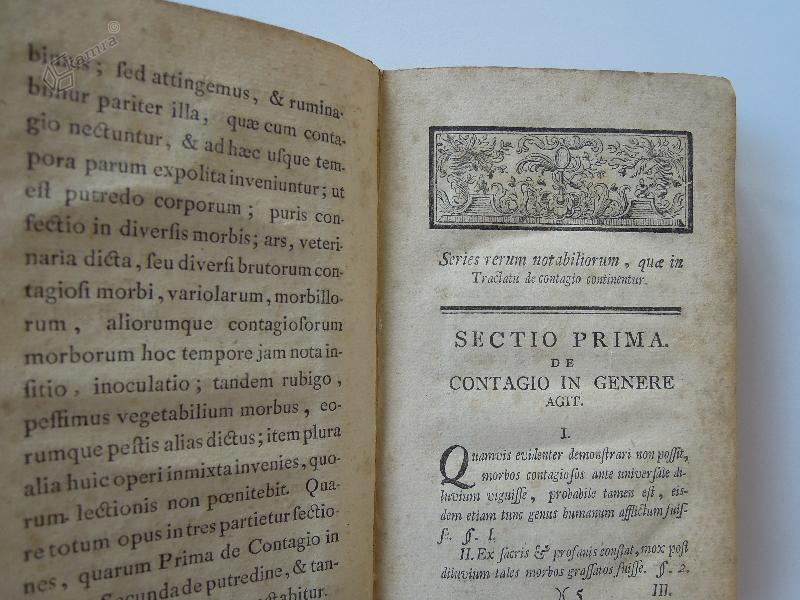 tamra©
bimus; ſed attingemus, & rumina-
bimur pariter illa, quæ cum conta-
gio nectuntur, & ad hæc uſque tem-
pora parum expolita inveniuntur; ut
eſt putredo corporum; puris con-
fectio in diverſis morbis; ars, veteri-
naria dicta, ſeu diverſi brutorum con-
tagioſi morbi, variolarum, morbillo-
rum, aliorumque contagioſorum
morborum hoc tempore jam nota in-
ſitio, inoculatio; tandem rubigo,
peſſimus vegetabilium morbus, eo-
rumque peſtis alias dictus; item plura
alia huic operi inmixta invenies, quo-
rum. lectionis non pœnitebit. Qua-
re totum opus in tres partietur ſectio-
nes, quarum Prima de Contagio in
Secunda de putredine, & tan-
ctabitur.
Series rerum notabiliorum, quæ in
Tractatu de contagio continentur.
SECTIO PRIMA.
DE
CONTAGIO IN GENERE
AGIT.
I.
Quamvis evidenter demonſtrari non poſſit,
morbos contagioſos ante univerſale di-
luvium viguiſſe, probabile tamen eſt, eis-
dem etiam tunc genus humanum afflictum fuiſ-
ſe. §. 1.
II. Ex ſacris & profanis conſtat, mox poſt
diluvium tales morbos graſſatos fuiſſe. §. 2.
)( 5 III.